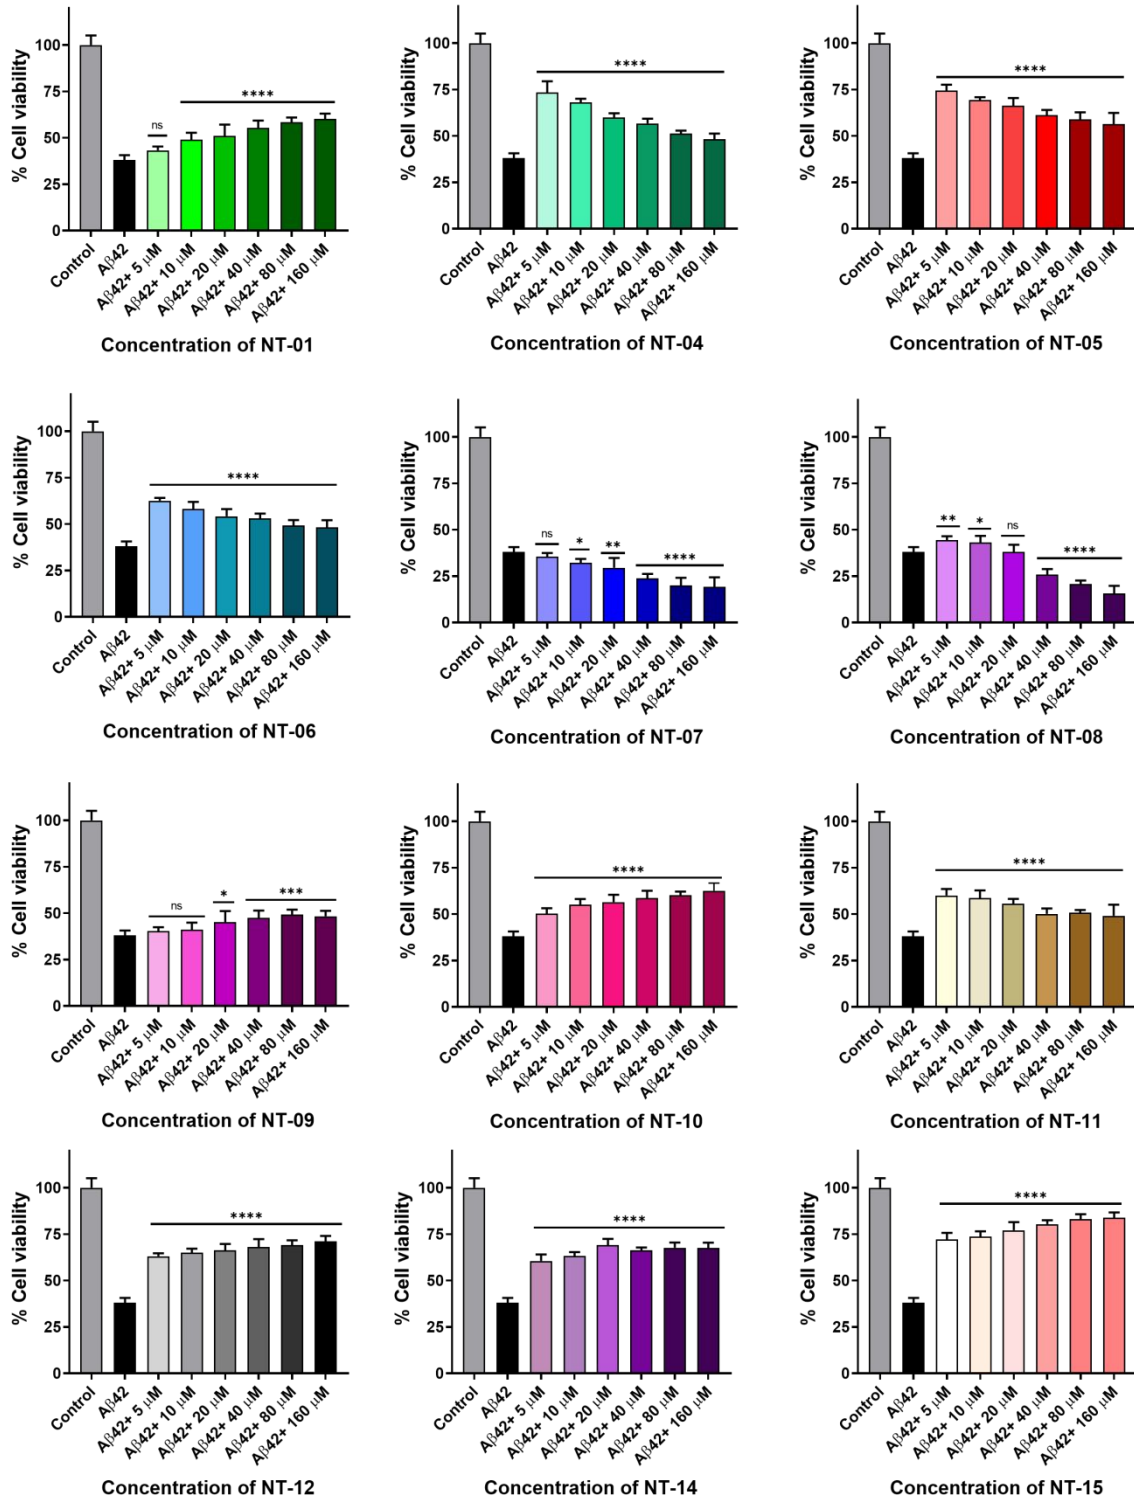 % Cell viability
100
75
50
25
0
ns
****
Control
Aβ42
Aβ42+ 5 μM
Aβ42+ 10 μM
Aβ42+ 20 μM
Aβ42+ 40 μM
Aβ42+ 80 μM
Aβ42+ 160 μM
Concentration of NT-01
% Cell viability
100
75
50
25
0
****
Control
Aβ42
Aβ42+ 5 μM
Aβ42+ 10 μM
Aβ42+ 20 μM
Aβ42+ 40 μM
Aβ42+ 80 μM
Aβ42+ 160 μM
Concentration of NT-04
% Cell viability
100
75
50
25
0
****
Control
Aβ42
Aβ42+ 5 μM
Aβ42+ 10 μM
Aβ42+ 20 μM
Aβ42+ 40 μM
Aβ42+ 80 μM
Aβ42+ 160 μM
Concentration of NT-05
% Cell viability
100
75
50
25
0
****
Control
Aβ42
Aβ42+ 5 μM
Aβ42+ 10 μM
Aβ42+ 20 μM
Aβ42+ 40 μM
Aβ42+ 80 μM
Aβ42+ 160 μM
Concentration of NT-06
% Cell viability
100
75
50
25
0
ns
*
**
****
Control
Aβ42
Aβ42+ 5 μM
Aβ42+ 10 μM
Aβ42+ 20 μM
Aβ42+ 40 μM
Aβ42+ 80 μM
Aβ42+ 160 μM
Concentration of NT-07
% Cell viability
100
75
50
25
0
**
*
ns
****
Control
Aβ42
Aβ42+ 5 μM
Aβ42+ 10 μM
Aβ42+ 20 μM
Aβ42+ 40 μM
Aβ42+ 80 μM
Aβ42+ 160 μM
Concentration of NT-08
% Cell viability
100
75
50
25
0
ns
*
***
Control
Aβ42
Aβ42+ 5 μM
Aβ42+ 10 μM
Aβ42+ 20 μM
Aβ42+ 40 μM
Aβ42+ 80 μM
Aβ42+ 160 μM
Concentration of NT-09
% Cell viability
100
75
50
25
0
****
Control
Aβ42
Aβ42+ 5 μM
Aβ42+ 10 μM
Aβ42+ 20 μM
Aβ42+ 40 μM
Aβ42+ 80 μM
Aβ42+ 160 μM
Concentration of NT-10
% Cell viability
100
75
50
25
0
****
Control
Aβ42
Aβ42+ 5 μM
Aβ42+ 10 μM
Aβ42+ 20 μM
Aβ42+ 40 μM
Aβ42+ 80 μM
Aβ42+ 160 μM
Concentration of NT-11
% Cell viability
100
75
50
25
0
****
Control
Aβ42
Aβ42+ 5 μM
Aβ42+ 10 μM
Aβ42+ 20 μM
Aβ42+ 40 μM
Aβ42+ 80 μM
Aβ42+ 160 μM
Concentration of NT-12
% Cell viability
100
75
50
25
0
****
Control
Aβ42
Aβ42+ 5 μM
Aβ42+ 10 μM
Aβ42+ 20 μM
Aβ42+ 40 μM
Aβ42+ 80 μM
Aβ42+ 160 μM
Concentration of NT-14
% Cell viability
100
75
50
25
0
****
Control
Aβ42
Aβ42+ 5 μM
Aβ42+ 10 μM
Aβ42+ 20 μM
Aβ42+ 40 μM
Aβ42+ 80 μM
Aβ42+ 160 μM
Concentration of NT-15